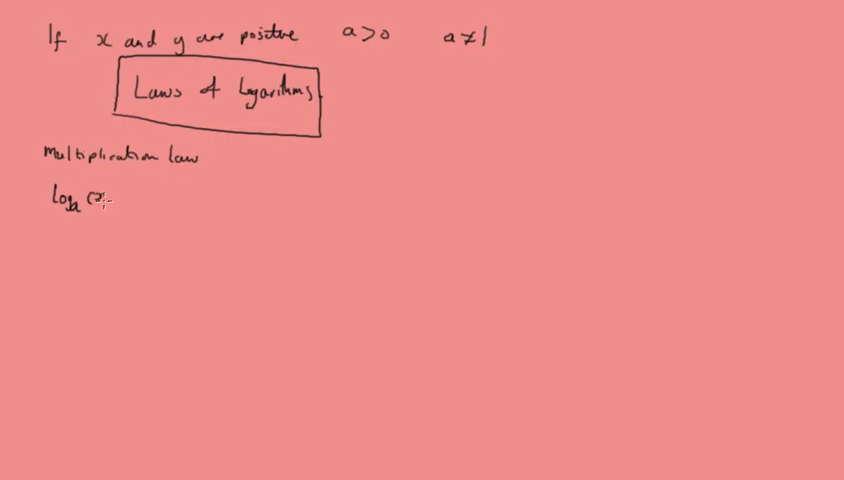 If x and y are positive a>0 a≠1
Laws of Logarithms
Multiplication law
logₐ (x